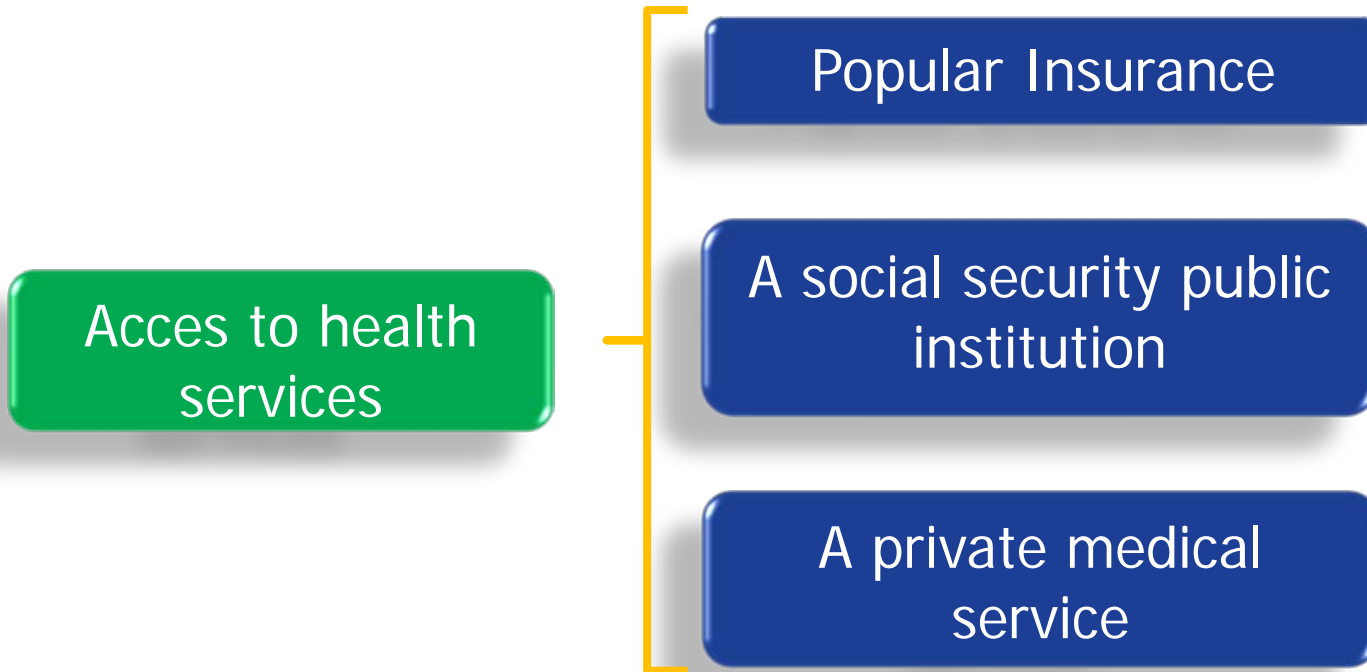 Popular Insurance
A social security public
institution
Acces to health
services
A private medical
service